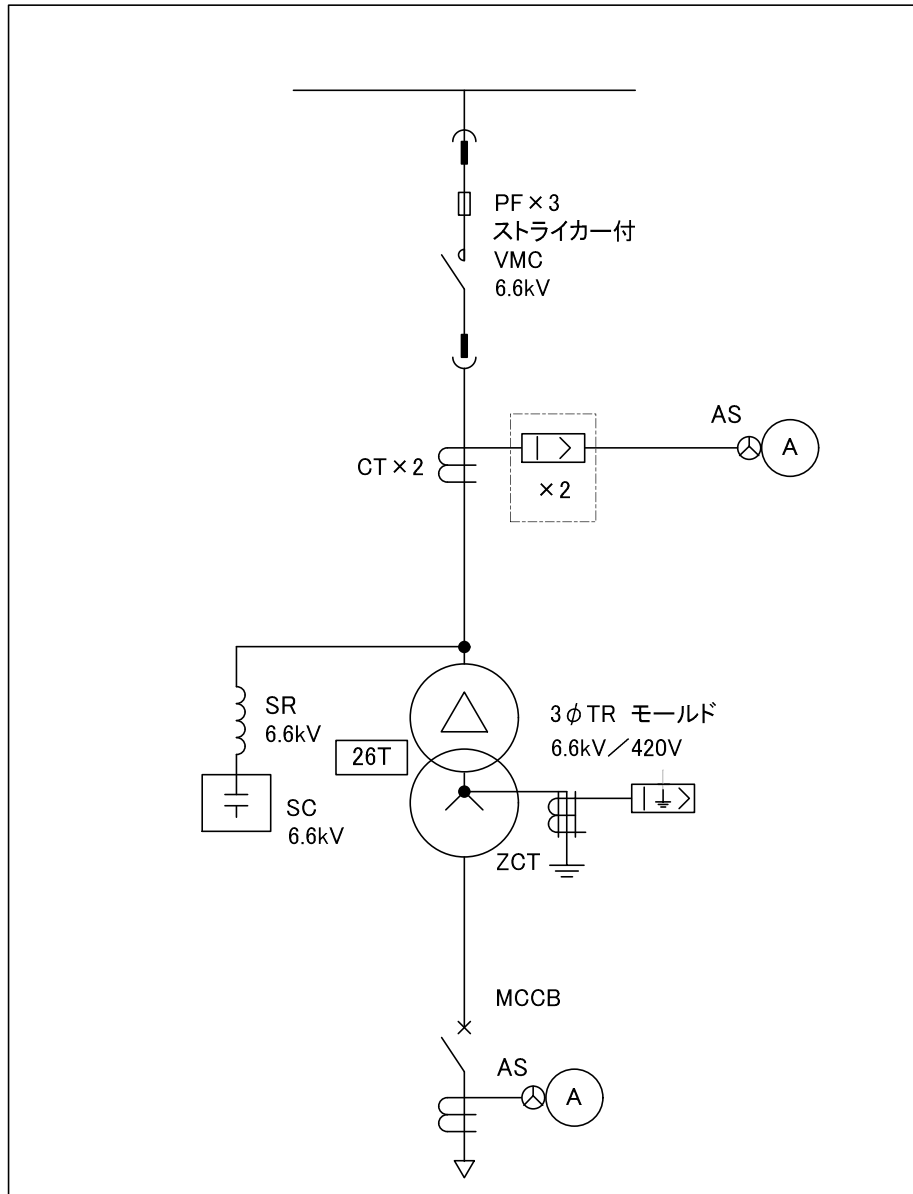 PF×3
ストライカー付
VMC
6.6kV
AS
A
CT×2
×2
SR
6.6kV
3φTR モールド
6.6kV／420V
26T
SC
6.6kV
ZCT
MCCB
AS
A